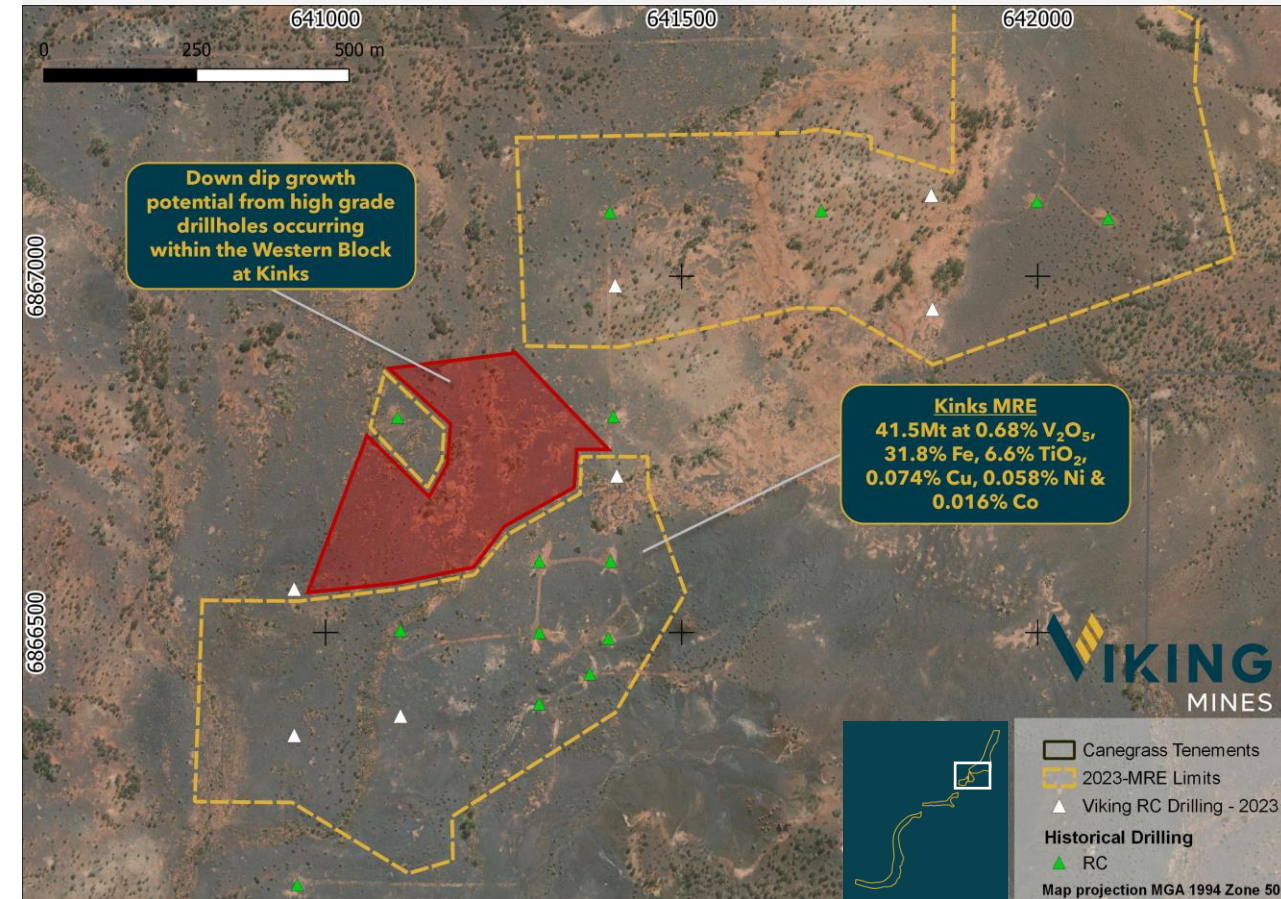 641000
641500
642000
0
250
500 m
Down dip growth
potential from high grade
drillholes occurring
within the Western Block
at Kinks
6867000
Kinks MRE
41.5Mt at 0.68% V₂O₅,
31.8% Fe, 6.6% TiO₂,
0.074% Cu, 0.058% Ni &
0.016% Co
6866500
VIKING
MINES
Canegrass Tenements
2023-MRE Limits
Viking RC Drilling - 2023
Historical Drilling
RC
Map projection MGA 1994 Zone 50